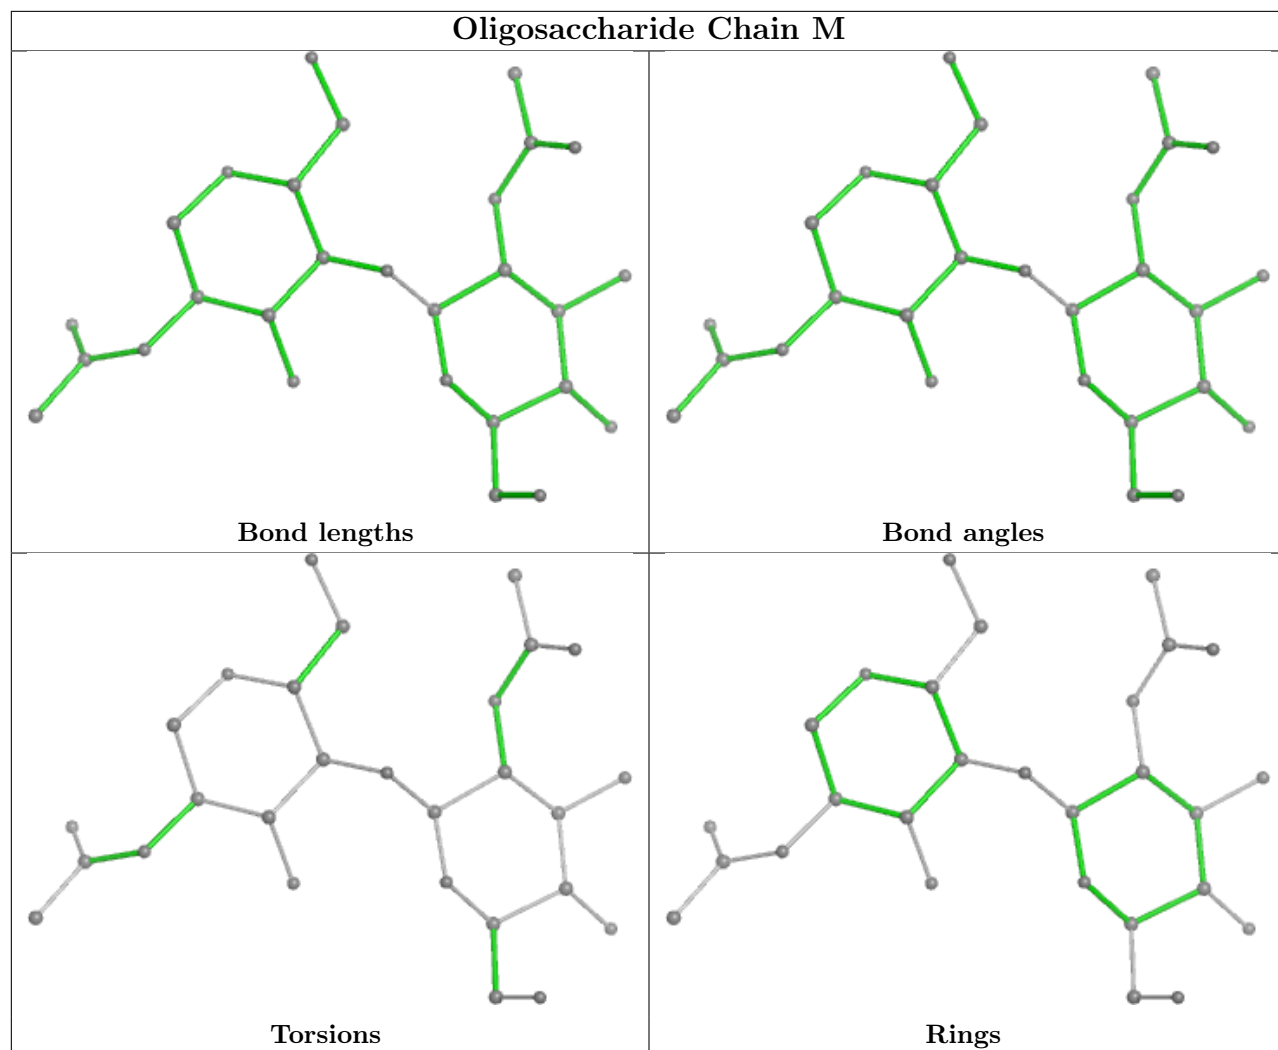 Oligosaccharide Chain M
Bond lengths
Bond angles
Torsions
Rings